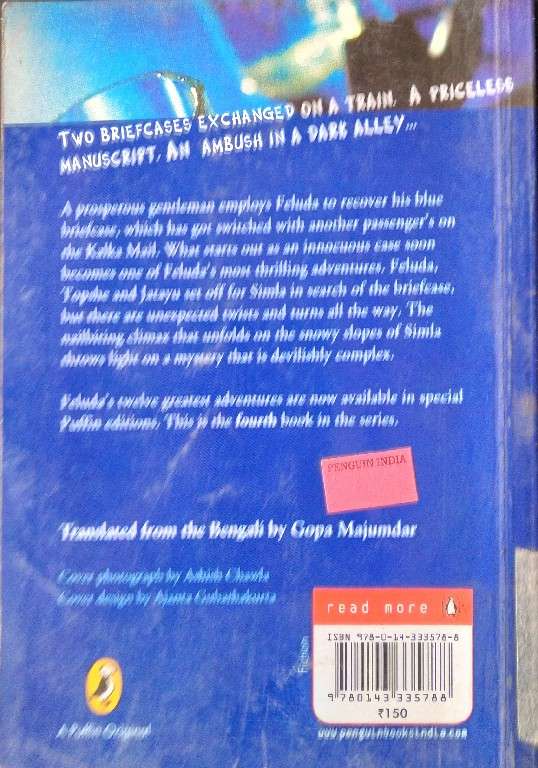 TWO BRIEFCASES EXCHANGED ON A TRAIN. A PRICELESS
MANUSCRIPT. AN AMBUSH IN A DARK ALLEY...
A prosperous gentleman employs Feluda to recover his blue
briefcase, which has got switched with another passenger's on
the Kalka Mail. What starts out as an innocuous case soon
becomes one of Feluda's most thrilling adventures. Feluda,
Topshe and Jatayu set off for Simla in search of the briefcase,
but there are unexpected twists and turns all the way. The
nailbiting climax that unfolds on the snowy slopes of Simla
throws light on a mystery that is devilishly complex.
Feluda's twelve greatest adventures are now available in special
Puffin editions. This is the fourth book in the series.
PENGUIN INDIA
Translated from the Bengali by Gopa Majumdar
Cover photograph by Ashish Chawla
Cover design by Ajanta Guhathakurta
read more
Fiction
ISBN 978-0-14-333578-8
9 780143 335788
₹150
A Puffin Original
www.penguinbooksindia.com